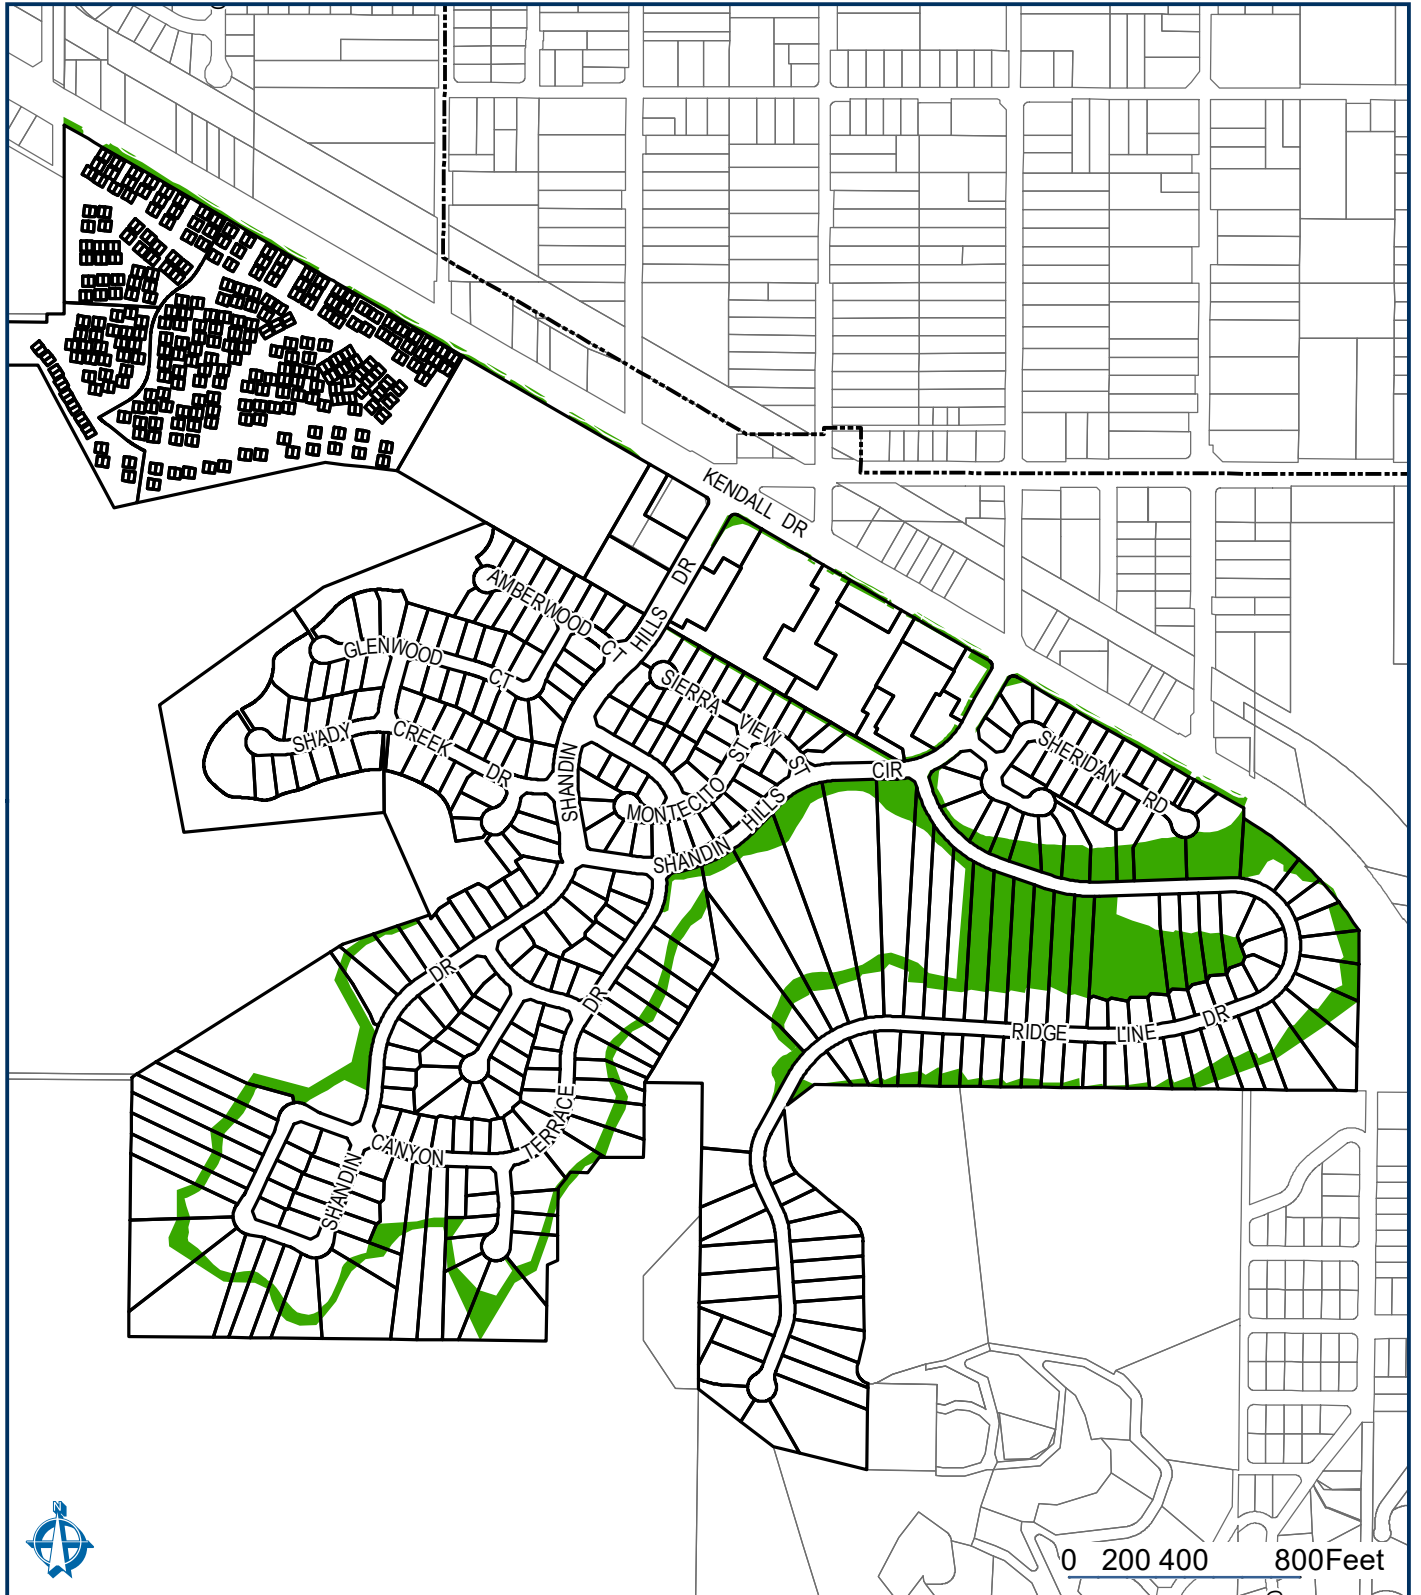 KENDALL DR
AMBERWOOD CT
SHANDIN HILLS DR
GLENWOOD CT
SIERRA VIEW ST
SHADY CREEK DR
MONTECITO ST
SHANDIN HILLS CIR
SHERIDAN RD
DR
DR
RIDGE LINE DR
TERRACE
CANYON
SHANDIN
N
0 200 400 800Feet